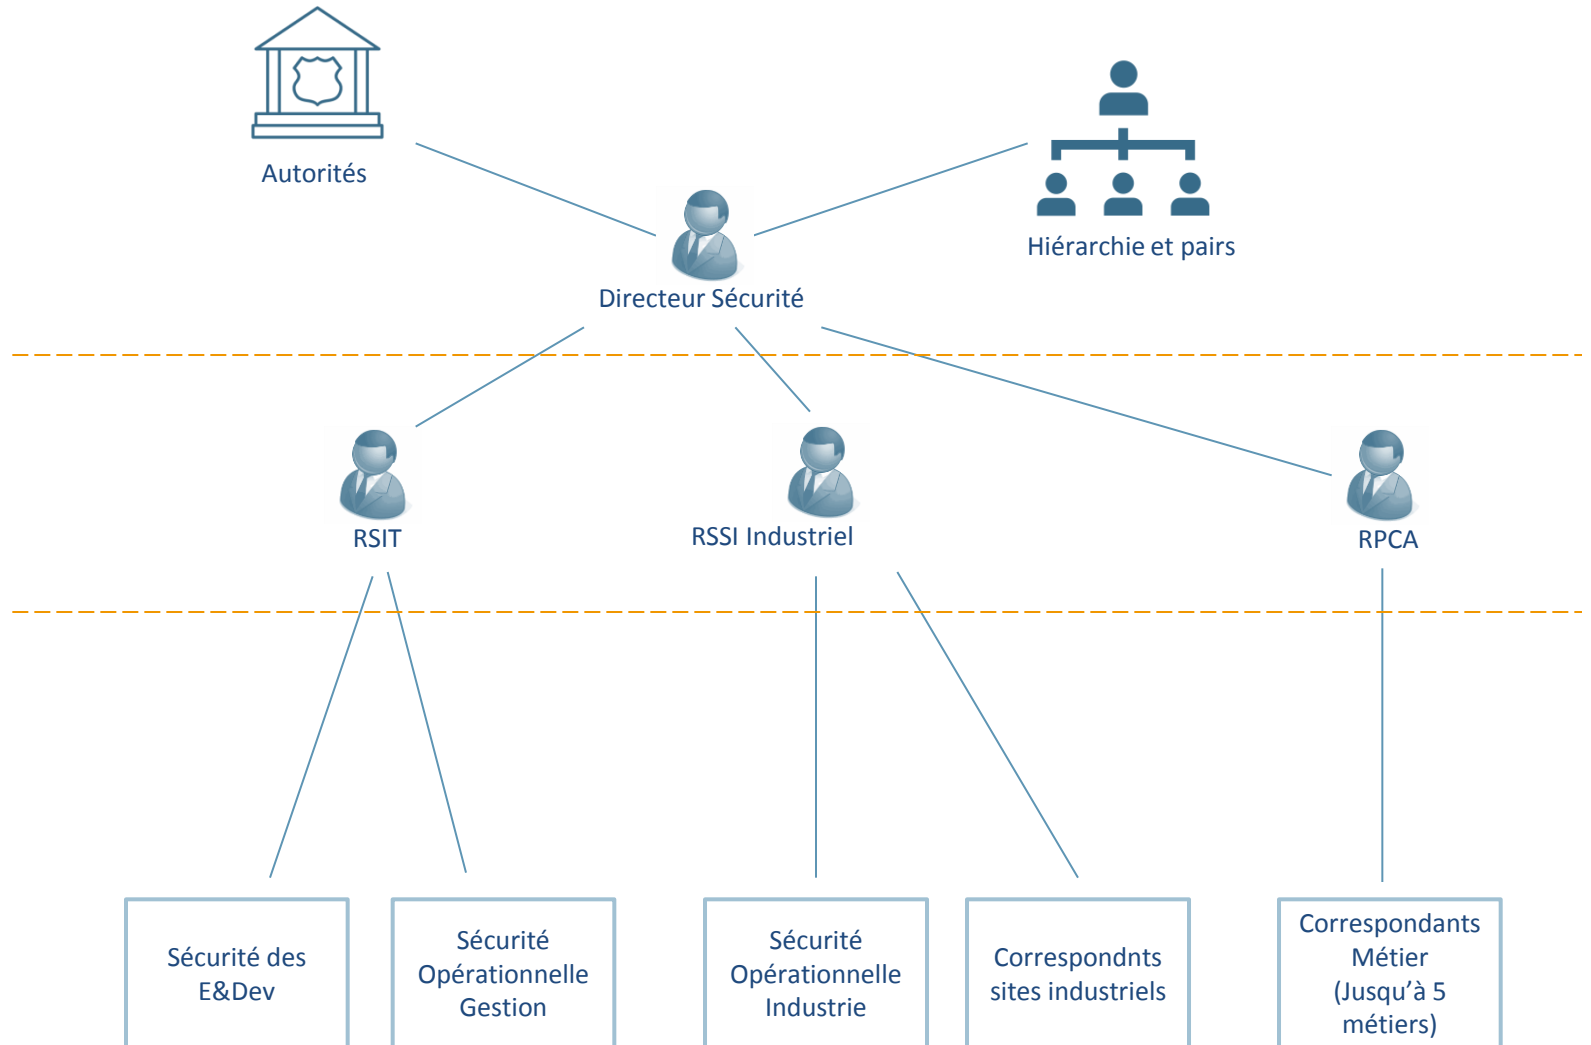 Autorités
Hiérarchie et pairs
Directeur Sécurité
RSIT
RSSI Industriel
RPCA
Sécurité des
E&Dev
Sécurité
Opérationnelle
Gestion
Sécurité
Opérationnelle
Industrie
Correspondnts
sites industriels
Correspondants
Métier
(Jusqu’à 5
métiers)